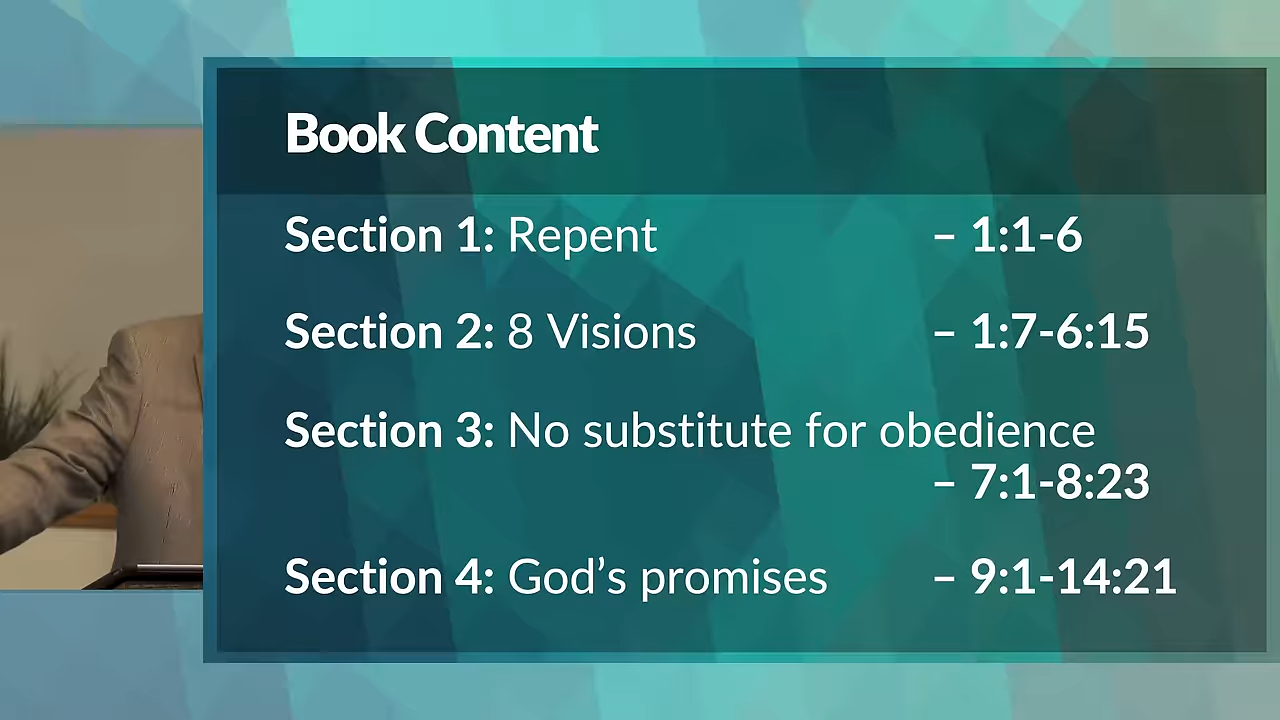 Book Content
Section 1: Repent – 1:1-6
Section 2: 8 Visions – 1:7-6:15
Section 3: No substitute for obedience
– 7:1-8:23
Section 4: God’s promises – 9:1-14:21